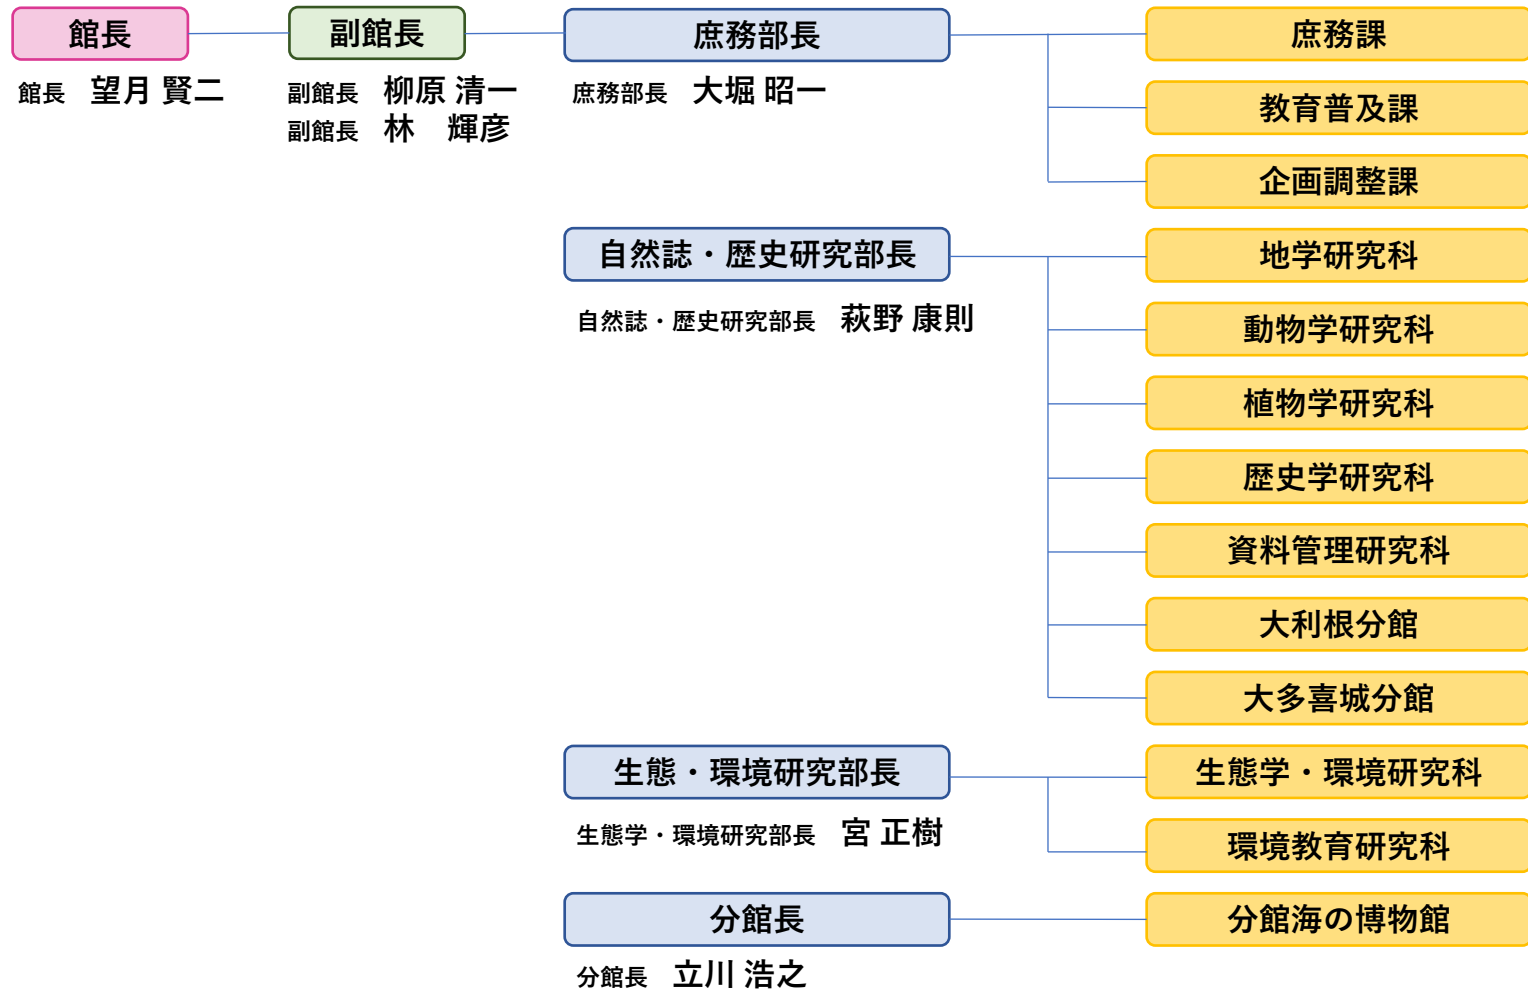 館長
副館長
庶務部長
庶務課
館長 望月 賢二
副館長 柳原 清一
副館長 林 輝彦
庶務部長 大堀 昭一
教育普及課
企画調整課
自然誌・歴史研究部長
地学研究科
自然誌・歴史研究部長 萩野 康則
動物学研究科
植物学研究科
歴史学研究科
資料管理研究科
大利根分館
大多喜城分館
生態・環境研究部長
生態学・環境研究科
生態学・環境研究部長 宮 正樹
環境教育研究科
分館長
分館海の博物館
分館長 立川 浩之